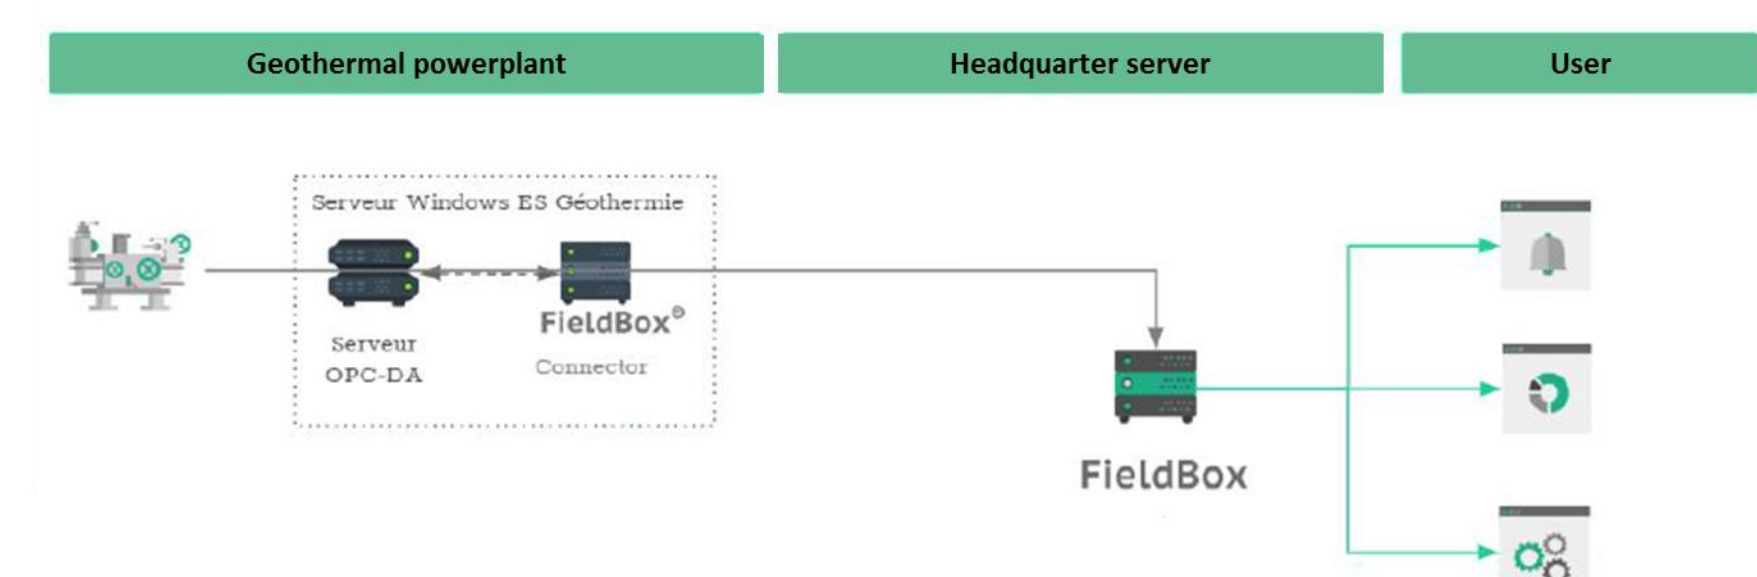 Geothermal powerplant
Headquarter server
User
Serveur Windows ES Géothermie
FieldBox®
Serveur
OPC-DA
Connector
FieldBox